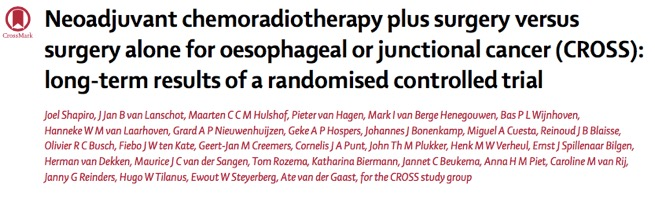 CrossMark
Neoadjuvant chemoradiotherapy plus surgery versus
surgery alone for oesophageal or junctional cancer (CROSS):
long-term results of a randomised controlled trial
Joel Shapiro, J Jan B van Lanschot, Maarten C C M Hulshof, Pieter van Hagen, Mark I van Berge Henegouwen, Bas P L Wijnhoven,
Hanneke W M van Laarhoven, Grard A P Nieuwenhuijzen, Geke A P Hospers, Johannes J Bonenkamp, Miguel A Cuesta, Reinoud J B Blaisse,
Olivier R C Busch, Fiebo J W ten Kate, Geert-Jan M Creemers, Cornelis J A Punt, John Th M Plukker, Henk M W Verheul, Ernst J Spillenaar Bilgen,
Herman van Dekken, Maurice J C van der Sangen, Tom Rozema, Katharina Biermann, Jannet C Beukema, Anna H M Piet, Caroline M van Rij,
Janny G Reinders, Hugo W Tilanus, Ewout W Steyerberg, Ate van der Gaast, for the CROSS study group